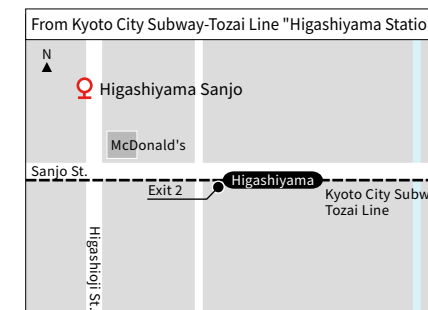 From Kyoto City Subway-Tozai Line "Higashiyama Statio
N
Higashiyama Sanjo
McDonald's
Sanjo St.
Higashiyama
Exit 2
Kyoto City Subw
Tozai Line
Higashioji St.